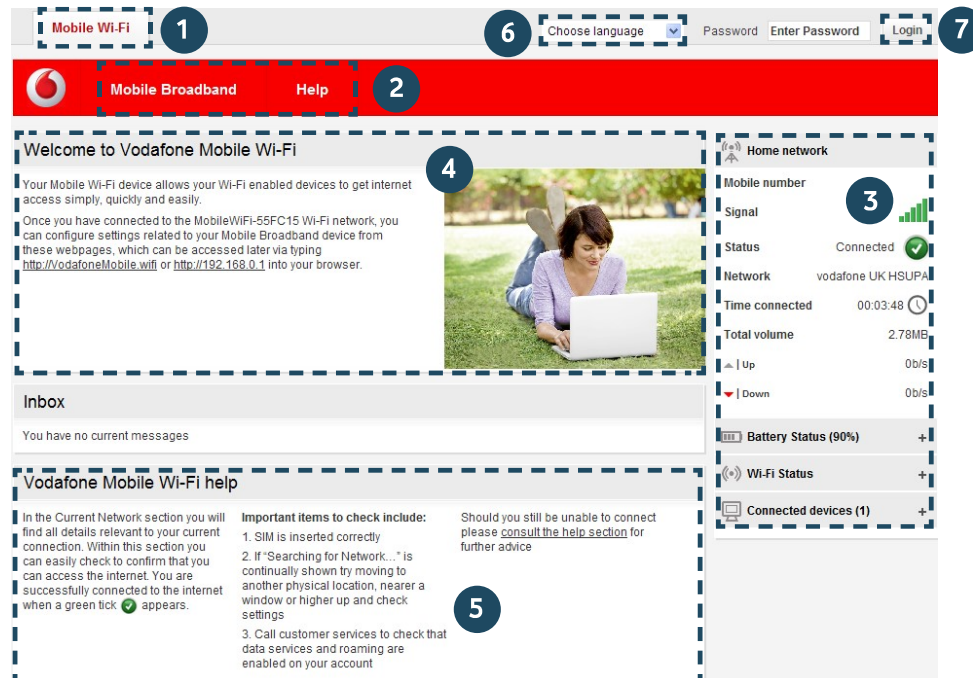 Mobile Wi-Fi
1
6
Choose language
Password
Enter Password
Login
7
Mobile Broadband
Help
2
Welcome to Vodafone Mobile Wi-Fi
4
Your Mobile Wi-Fi device allows your Wi-Fi enabled devices to get internet
access simply, quickly and easily.
Once you have connected to the MobileWiFi-55FC15 Wi-Fi network, you
can configure settings related to your Mobile Broadband device from
these webpages, which can be accessed later via typing
http://vodafoneMobile.wifi or http://192.168.0.1 into your browser.
Home network
Mobile number
3
Signal
Status Connected
Network vodafone UK HSUPA
Time connected 00:03:48
Total volume 2.78MB
| Up 0b/s
| Down 0b/s
Battery Status (90%) +
Wi-Fi Status +
Connected devices (1) +
Inbox
You have no current messages
Vodafone Mobile Wi-Fi help
In the Current Network section you will
find all details relevant to your current
connection. Within this section you
can easily check to confirm that you
can access the internet. You are
successfully connected to the internet
when a green tick appears.
Important items to check include:
1. SIM is inserted correctly
2. If "Searching for Network..." is
continually shown try moving to
another physical location, nearer a
window or higher up and check
settings
3. Call customer services to check that
data services and roaming are
enabled on your account
Should you still be unable to connect
please consult the help section for
further advice
5